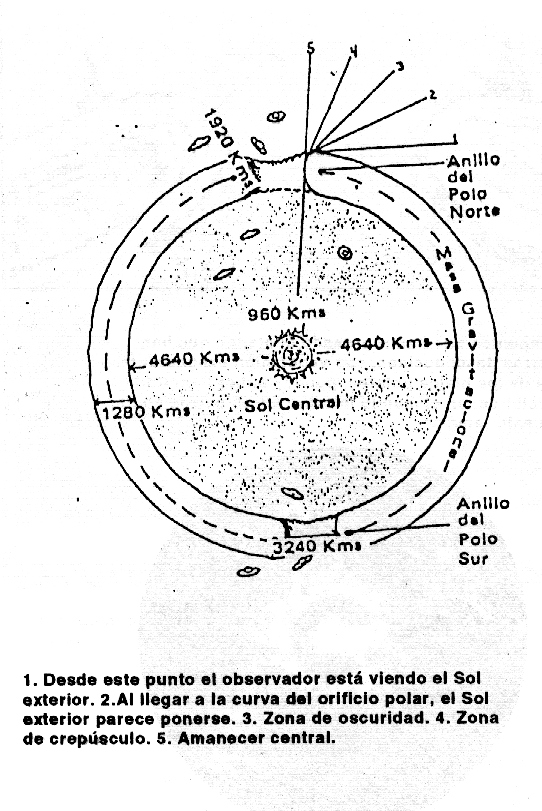 5
4
3
2
1
1920 Kms
Anillo
del
Polo
Norte
Masa Gravitacional
960 Kms
4640 Kms
4640 Kms
Sol Central
1280 Kms
3240 Kms
Anillo
del
Polo
Sur
1. Desde este punto el observador está viendo el Sol
exterior. 2.Al llegar a la curva del orificio polar, el Sol
exterior parece ponerse. 3. Zona de oscuridad. 4. Zona
de crepúsculo. 5. Amanecer central.